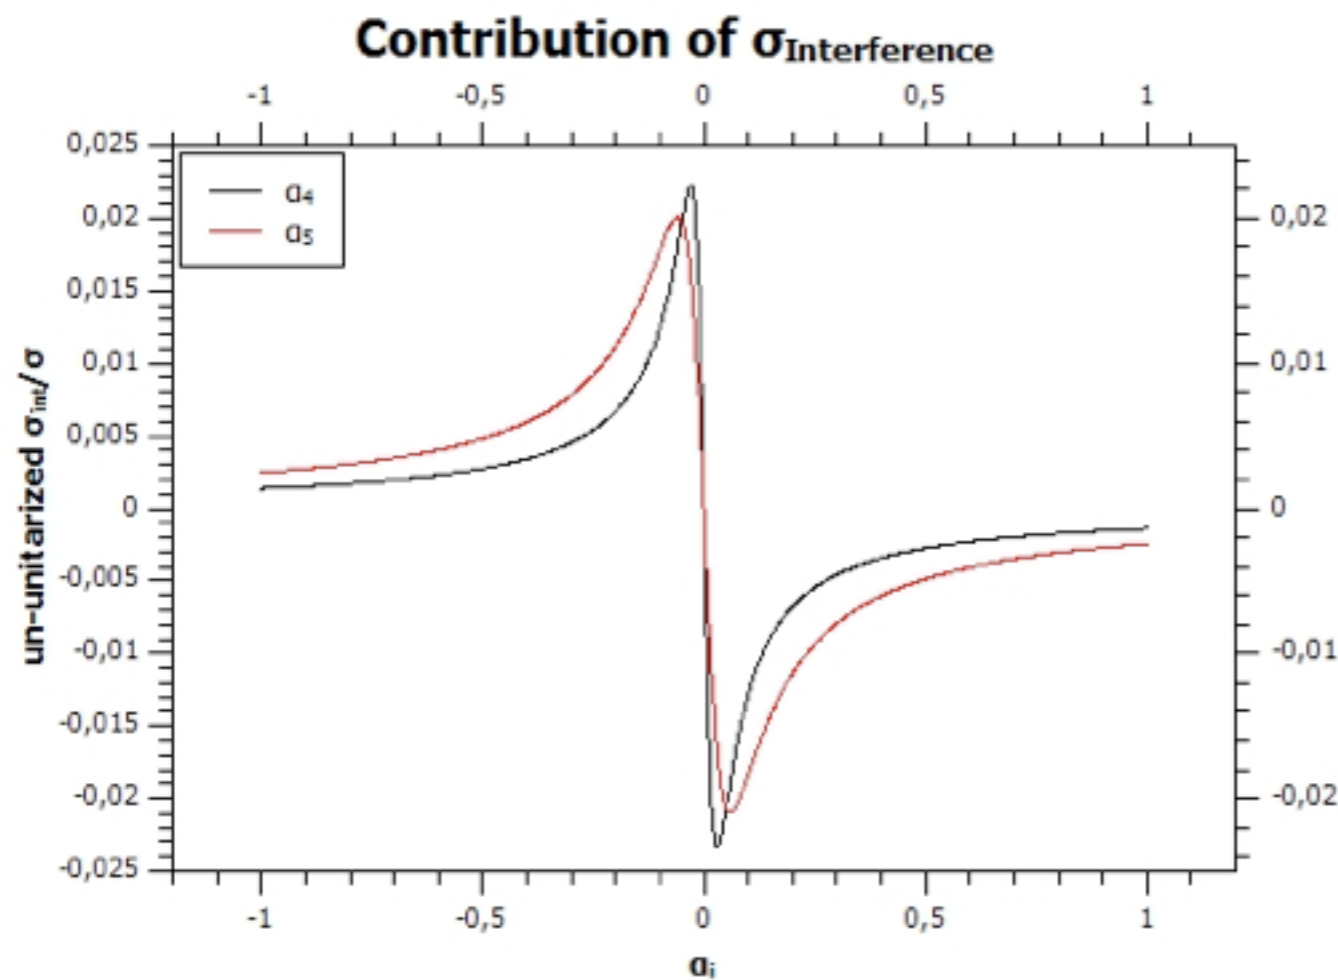 Contribution of σInterference
-1 -0,5 0 0,5 1
0,025
α4
α5
0,02 0,02
0,015
0,01 0,01
0,005
0 0
-0,005
-0,01 -0,01
-0,015
-0,02 -0,02
-0,025
un-unitarized σint/σ
-1 -0,5 0 0,5 1
αi